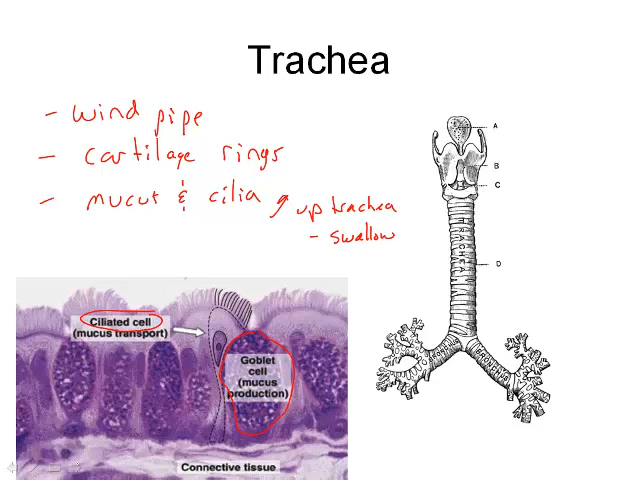 Trachea
- wind pipe
- cartilage rings
- mucus & cilia
up trachea
- swallow
A
B
C
TRACHEA
D
Ciliated cell
(mucus transport)
Goblet
cell
(mucus
production)
Connective tissue